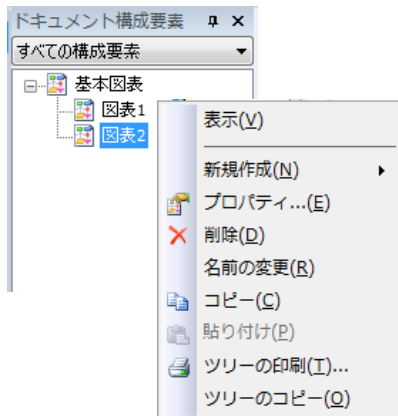 ドキュメント構成要素
すべての構成要素
基本図表
図表1
図表2
表示(V)
新規作成(N)
プロパティ...(E)
削除(D)
名前の変更(R)
コピー(C)
貼り付け(P)
ツリーの印刷(T)...
ツリーのコピー(O)